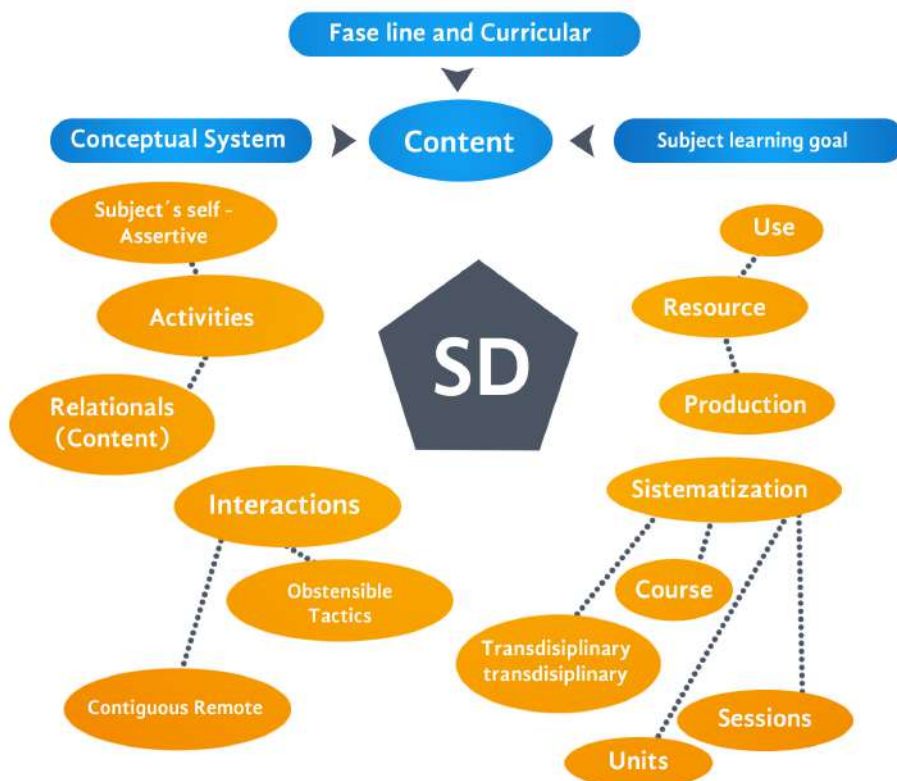 Fase line and Curricular
Conceptual System
Content
Subject learning goal
Subject´s self -
Assertive
Activities
Relationals
(Content)
SD
Use
Resource
Production
Interactions
Obstensible
Tactics
Contiguous Remote
Sistematization
Course
Transdisiplinary
transdisiplinary
Sessions
Units